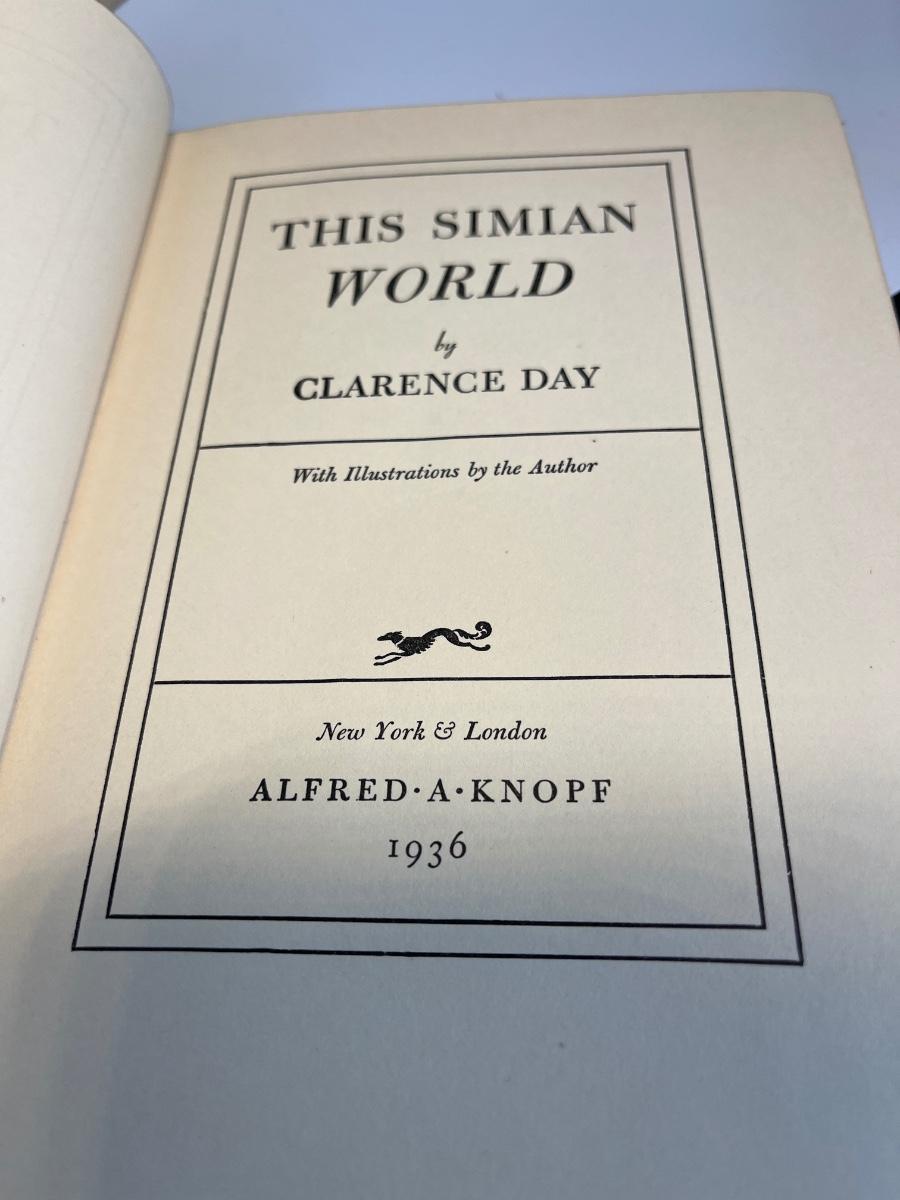 THIS SIMIAN
WORLD
by
CLARENCE DAY
With Illustrations by the Author
New York & London
ALFRED·A·KNOPF
1936